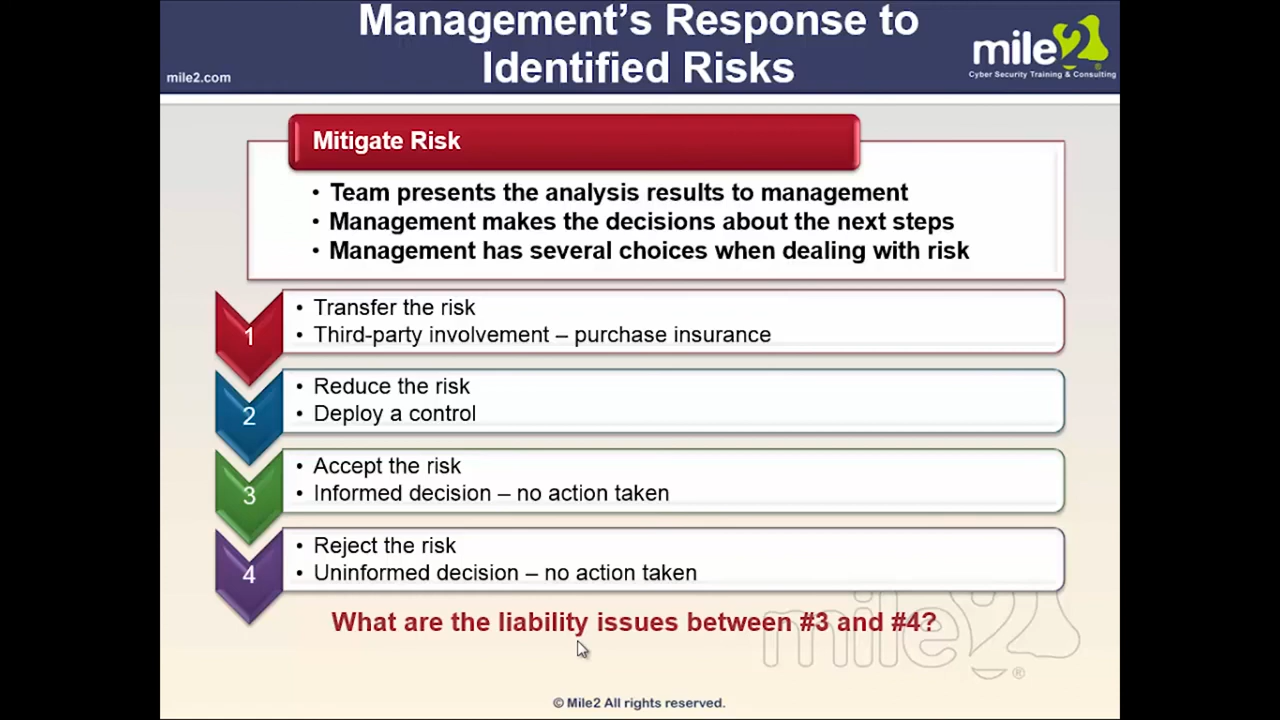 Management's Response to
Identified Risks
mile2.com
mile2
Cyber Security Training & Consulting
Mitigate Risk
• Team presents the analysis results to management
• Management makes the decisions about the next steps
• Management has several choices when dealing with risk
1
• Transfer the risk
• Third-party involvement – purchase insurance
2
• Reduce the risk
• Deploy a control
3
• Accept the risk
• Informed decision – no action taken
4
• Reject the risk
• Uninformed decision – no action taken
What are the liability issues between #3 and #4?
mile2®
© Mile2 All rights reserved.